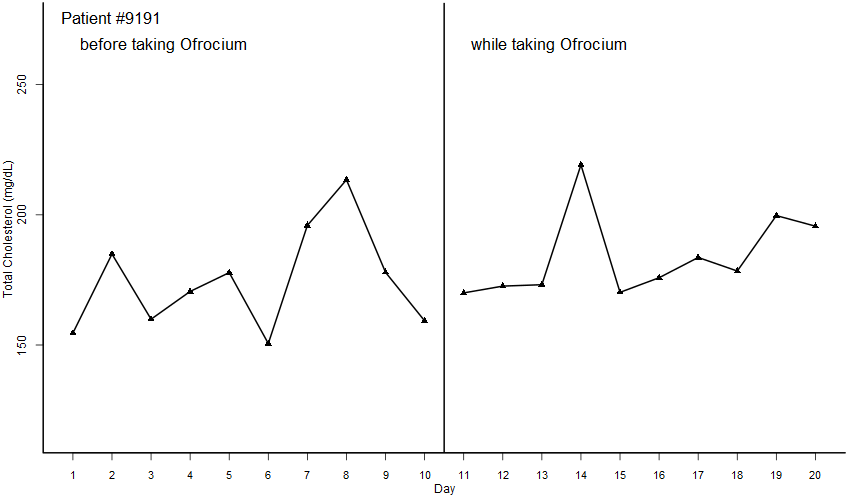 Patient #9191
before taking Ofrocium
while taking Ofrocium
Total Cholesterol (mg/dL)
250
200
150
1 2 3 4 5 6 7 8 9 10 11 12 13 14 15 16 17 18 19 20
Day